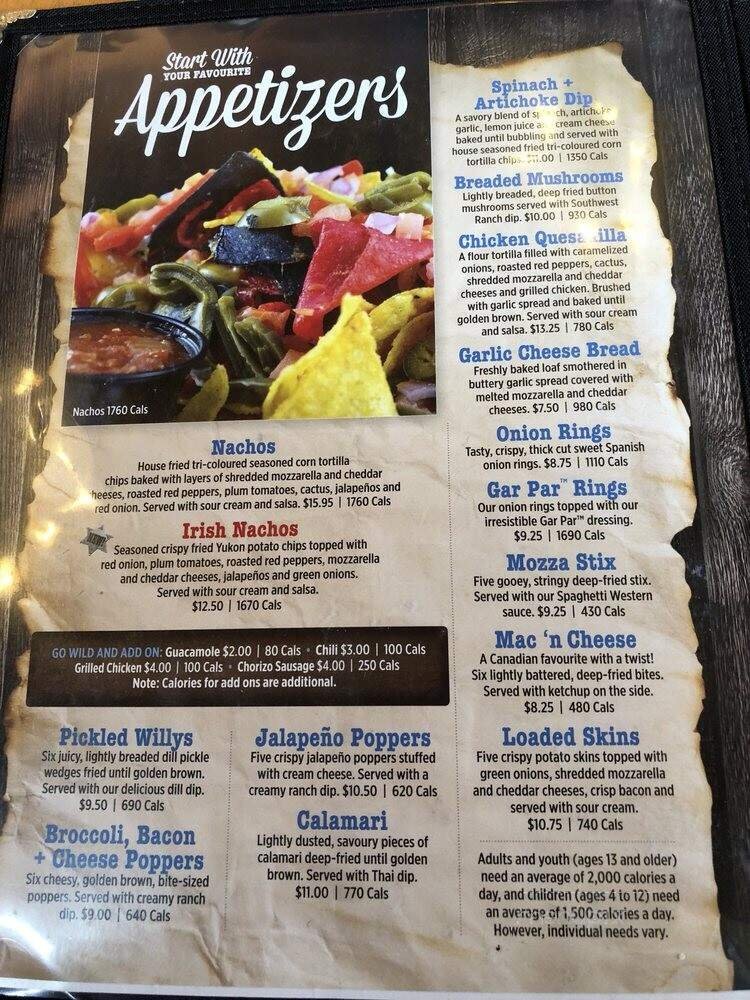 Start With
YOUR FAVOURITE
Appetizers
Nachos 1760 Cals
Nachos
House fried tri-coloured seasoned corn tortilla
chips baked with layers of shredded mozzarella and cheddar
heeses, roasted red peppers, plum tomatoes, cactus, jalapeños and
red onion. Served with sour cream and salsa. $15.95 | 1760 Cals
Irish Nachos
Seasoned crispy fried Yukon potato chips topped with
red onion, plum tomatoes, roasted red peppers, mozzarella
and cheddar cheeses, jalapeños and green onions.
Served with sour cream and salsa.
$12.50 | 1670 Cals
GO WILD AND ADD ON: Guacamole $2.00 | 80 Cals • Chili $3.00 | 100 Cals
Grilled Chicken $4.00 | 100 Cals • Chorizo Sausage $4.00 | 250 Cals
Note: Calories for add ons are additional.
Pickled Willys
Six juicy, lightly breaded dill pickle
wedges fried until golden brown.
Served with our delicious dill dip.
$9.50 | 690 Cals
Broccoli, Bacon
+ Cheese Poppers
Six cheesy, golden brown, bite-sized
poppers. Served with creamy ranch
dip. $9.00 | 640 Cals
Jalapeño Poppers
Five crispy jalapeño poppers stuffed
with cream cheese. Served with a
creamy ranch dip. $10.50 | 620 Cals
Calamari
Lightly dusted, savoury pieces of
calamari deep-fried until golden
brown. Served with Thai dip.
$11.00 | 770 Cals
Spinach +
Artichoke Dip
A savory blend of sp ch, artichoke
garlic, lemon juice a cream cheese
baked until bubbling and served with
house seasoned fried tri-coloured corn
tortilla chips. $11.00 | 1350 Cals
Breaded Mushrooms
Lightly breaded, deep fried button
mushrooms served with Southwest
Ranch dip. $10.00 | 930 Cals
Chicken Quesa illa
A flour tortilla filled with caramelized
onions, roasted red peppers, cactus,
shredded mozzarella and cheddar
cheeses and grilled chicken. Brushed
with garlic spread and baked until
golden brown. Served with sour cream
and salsa. $13.25 | 780 Cals
Garlic Cheese Bread
Freshly baked loaf smothered in
buttery garlic spread covered with
melted mozzarella and cheddar
cheeses. $7.50 | 980 Cals
Onion Rings
Tasty, crispy, thick cut sweet Spanish
onion rings. $8.75 | 1110 Cals
Gar Par™ Rings
Our onion rings topped with our
irresistible Gar Par™ dressing.
$9.25 | 1690 Cals
Mozza Stix
Five gooey, stringy deep-fried stix.
Served with our Spaghetti Western
sauce. $9.25 | 430 Cals
Mac 'n Cheese
A Canadian favourite with a twist!
Six lightly battered, deep-fried bites.
Served with ketchup on the side.
$8.25 | 480 Cals
Loaded Skins
Five crispy potato skins topped with
green onions, shredded mozzarella
and cheddar cheeses, crisp bacon and
served with sour cream.
$10.75 | 740 Cals
Adults and youth (ages 13 and older)
need an average of 2,000 calories a
day, and children (ages 4 to 12) need
an average of 1,500 calories a day.
However, individual needs vary.